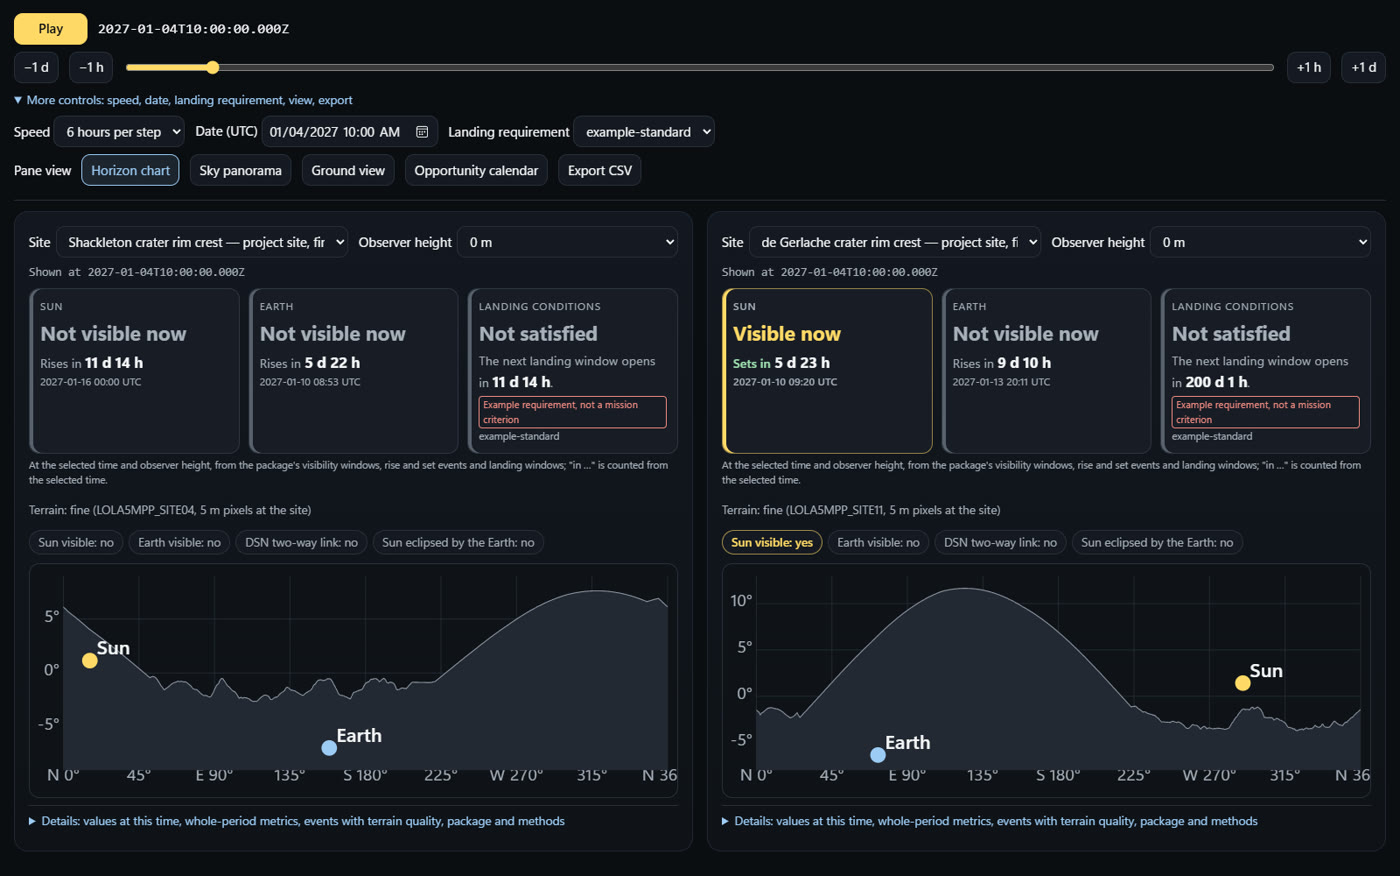 Play 2027-01-04T10:00:00.000Z
−1 d −1 h +1 h +1 d
▼ More controls: speed, date, landing requirement, view, export
Speed 6 hours per step Date (UTC) 01/04/2027 10:00 AM Landing requirement example-standard
Pane view Horizon chart Sky panorama Ground view Opportunity calendar Export CSV
Site Shackleton crater rim crest — project site, fir Observer height 0 m
Shown at 2027-01-04T10:00:00.000Z
SUN
Not visible now
Rises in 11 d 14 h
2027-01-16 00:00 UTC
EARTH
Not visible now
Rises in 5 d 22 h
2027-01-10 08:53 UTC
LANDING CONDITIONS
Not satisfied
The next landing window opens
in 11 d 14 h.
Example requirement, not a mission
criterion
example-standard
At the selected time and observer height, from the package's visibility windows, rise and set events and landing windows; "in ..." is counted from
the selected time.
Terrain: fine (LOLA5MPP_SITE04, 5 m pixels at the site)
Sun visible: no Earth visible: no DSN two-way link: no Sun eclipsed by the Earth: no
5°
0°
-5°
Sun
Earth
N 0° 45° E 90° 135° S 180° 225° W 270° 315° N 36
▶ Details: values at this time, whole-period metrics, events with terrain quality, package and methods
Site de Gerlache crater rim crest — project site, fi Observer height 0 m
Shown at 2027-01-04T10:00:00.000Z
SUN
Visible now
Sets in 5 d 23 h
2027-01-10 09:20 UTC
EARTH
Not visible now
Rises in 9 d 10 h
2027-01-13 20:11 UTC
LANDING CONDITIONS
Not satisfied
The next landing window opens
in 200 d 1 h.
Example requirement, not a mission
criterion
example-standard
At the selected time and observer height, from the package's visibility windows, rise and set events and landing windows; "in ..." is counted from
the selected time.
Terrain: fine (LOLA5MPP_SITE11, 5 m pixels at the site)
Sun visible: yes Earth visible: no DSN two-way link: no Sun eclipsed by the Earth: no
10°
5°
0°
-5°
Sun
Earth
N 0° 45° E 90° 135° S 180° 225° W 270° 315° N 36
▶ Details: values at this time, whole-period metrics, events with terrain quality, package and methods